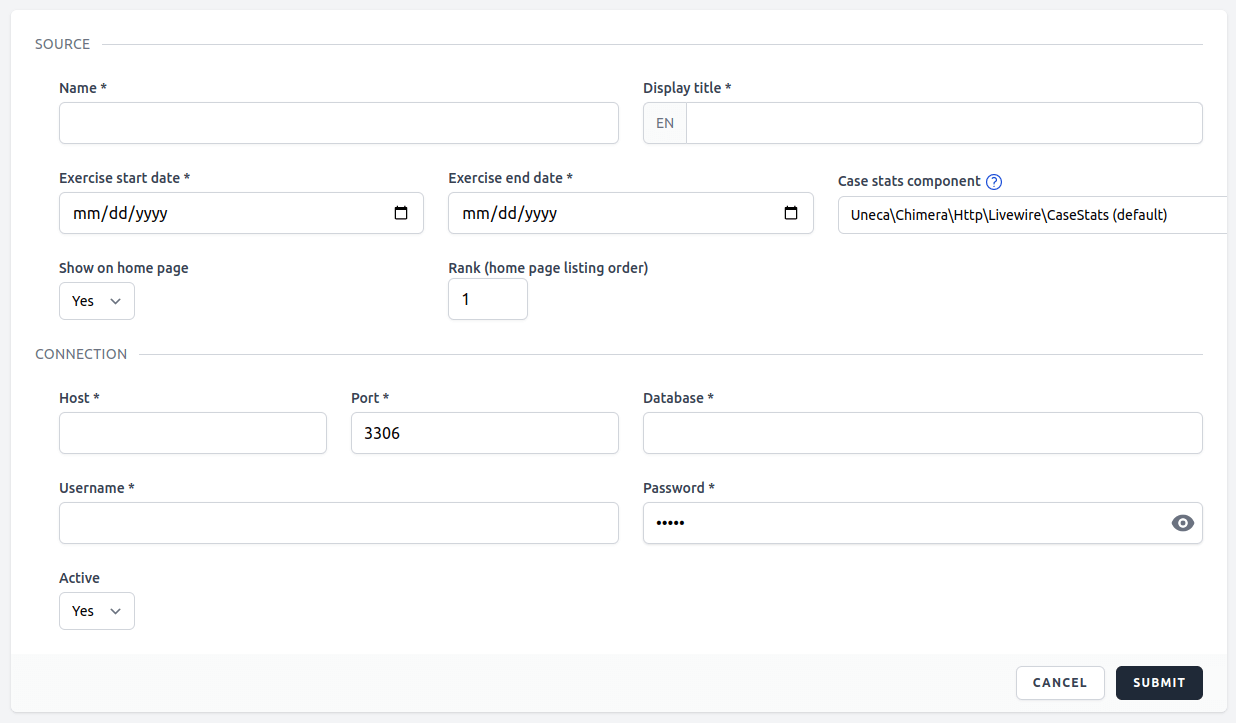 SOURCE
Name *
Display title *
EN
Exercise start date *
Exercise end date *
Case stats component ?
mm/dd/yyyy
mm/dd/yyyy
Uneca\Chimera\Http\Livewire\CaseStats (default)
Show on home page
Rank (home page listing order)
Yes
1
CONNECTION
Host *
Port *
Database *
3306
Username *
Password *
•••••
Active
Yes
CANCEL
SUBMIT